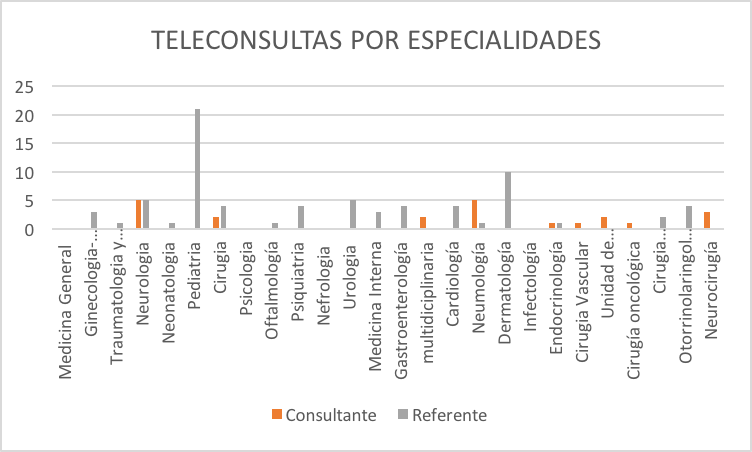 TELECONSULTAS POR ESPECIALIDADES
25
20
15
10
5
0
Medicina General
Ginecologia-...
Traumatologia y...
Neurologia
Neonatologia
Pediatria
Cirugia
Psicologia
Oftalmología
Psiquiatria
Nefrologia
Urologia
Medicina Interna
Gastroenterología
multidiciplinaria
Cardiología
Neumología
Dermatología
Infectología
Endocrinología
Cirugia Vascular
Unidad de...
Cirugía oncológica
Cirugia...
Otorrinolaringol...
Neurocirugía
Consultante
Referente